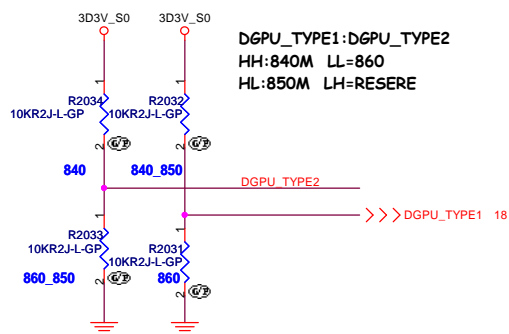 3D3V_S0 3D3V_S0
DGPU_TYPE1:DGPU_TYPE2
HH:840M LL=860
HL:850M LH=RESERE
1 1
R2034 R2032
10KR2J-L-GP 10KR2J-L-GP
2 G/P 2 G/P
840 840_850
DGPU_TYPE2
DGPU_TYPE1 18
1 1
R2033 R2031
10KR2J-L-GP 10KR2J-L-GP
860_850 2 G/P 860 2 G/P